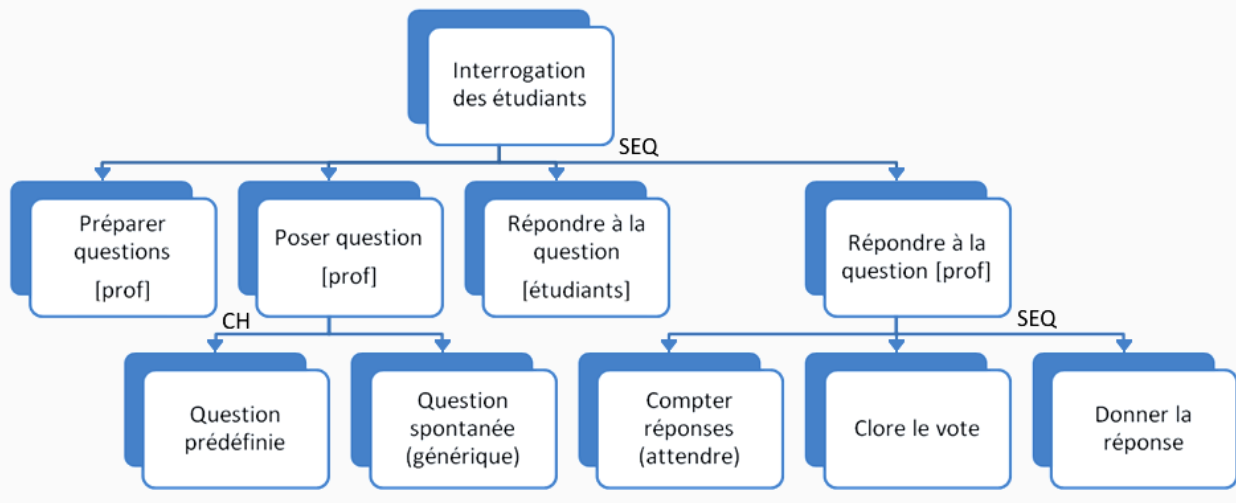 Interrogation
des étudiants
SEQ
Préparer
questions
[prof]
Poser question
[prof]
Répondre à la
question
[étudiants]
Répondre à la
question [prof]
CH
SEQ
Question
prédéfinie
Question
spontanée
(générique)
Compter
réponses
(attendre)
Clore le vote
Donner la
réponse